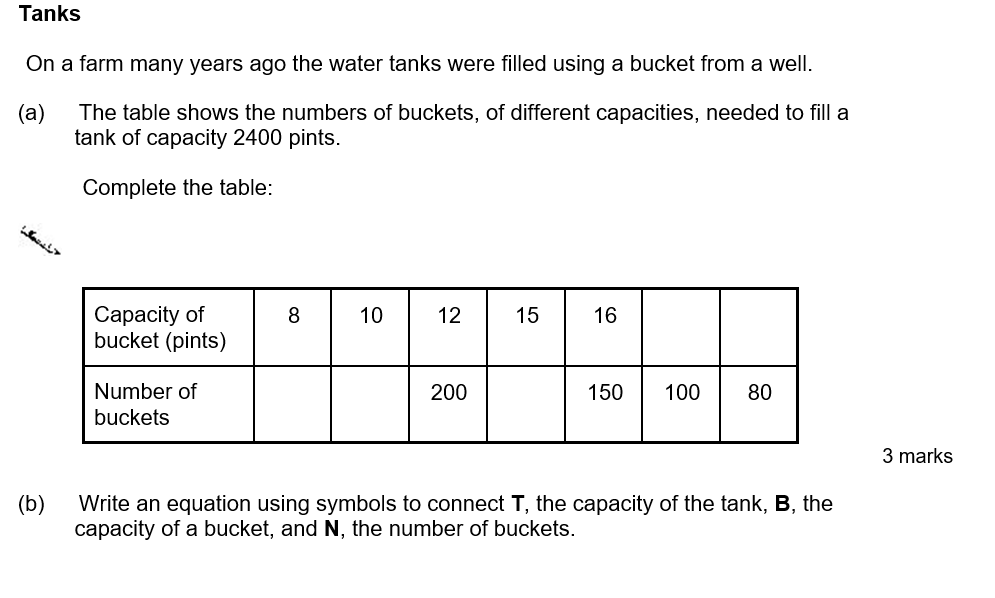 Tanks
On a farm many years ago the water tanks were filled using a bucket from a well.
(a) The table shows the numbers of buckets, of different capacities, needed to fill a
tank of capacity 2400 pints.
Complete the table:
Capacity of
bucket (pints) 8 10 12 15 16
Number of
buckets 200 150 100 80
3 marks
(b) Write an equation using symbols to connect T, the capacity of the tank, B, the
capacity of a bucket, and N, the number of buckets.